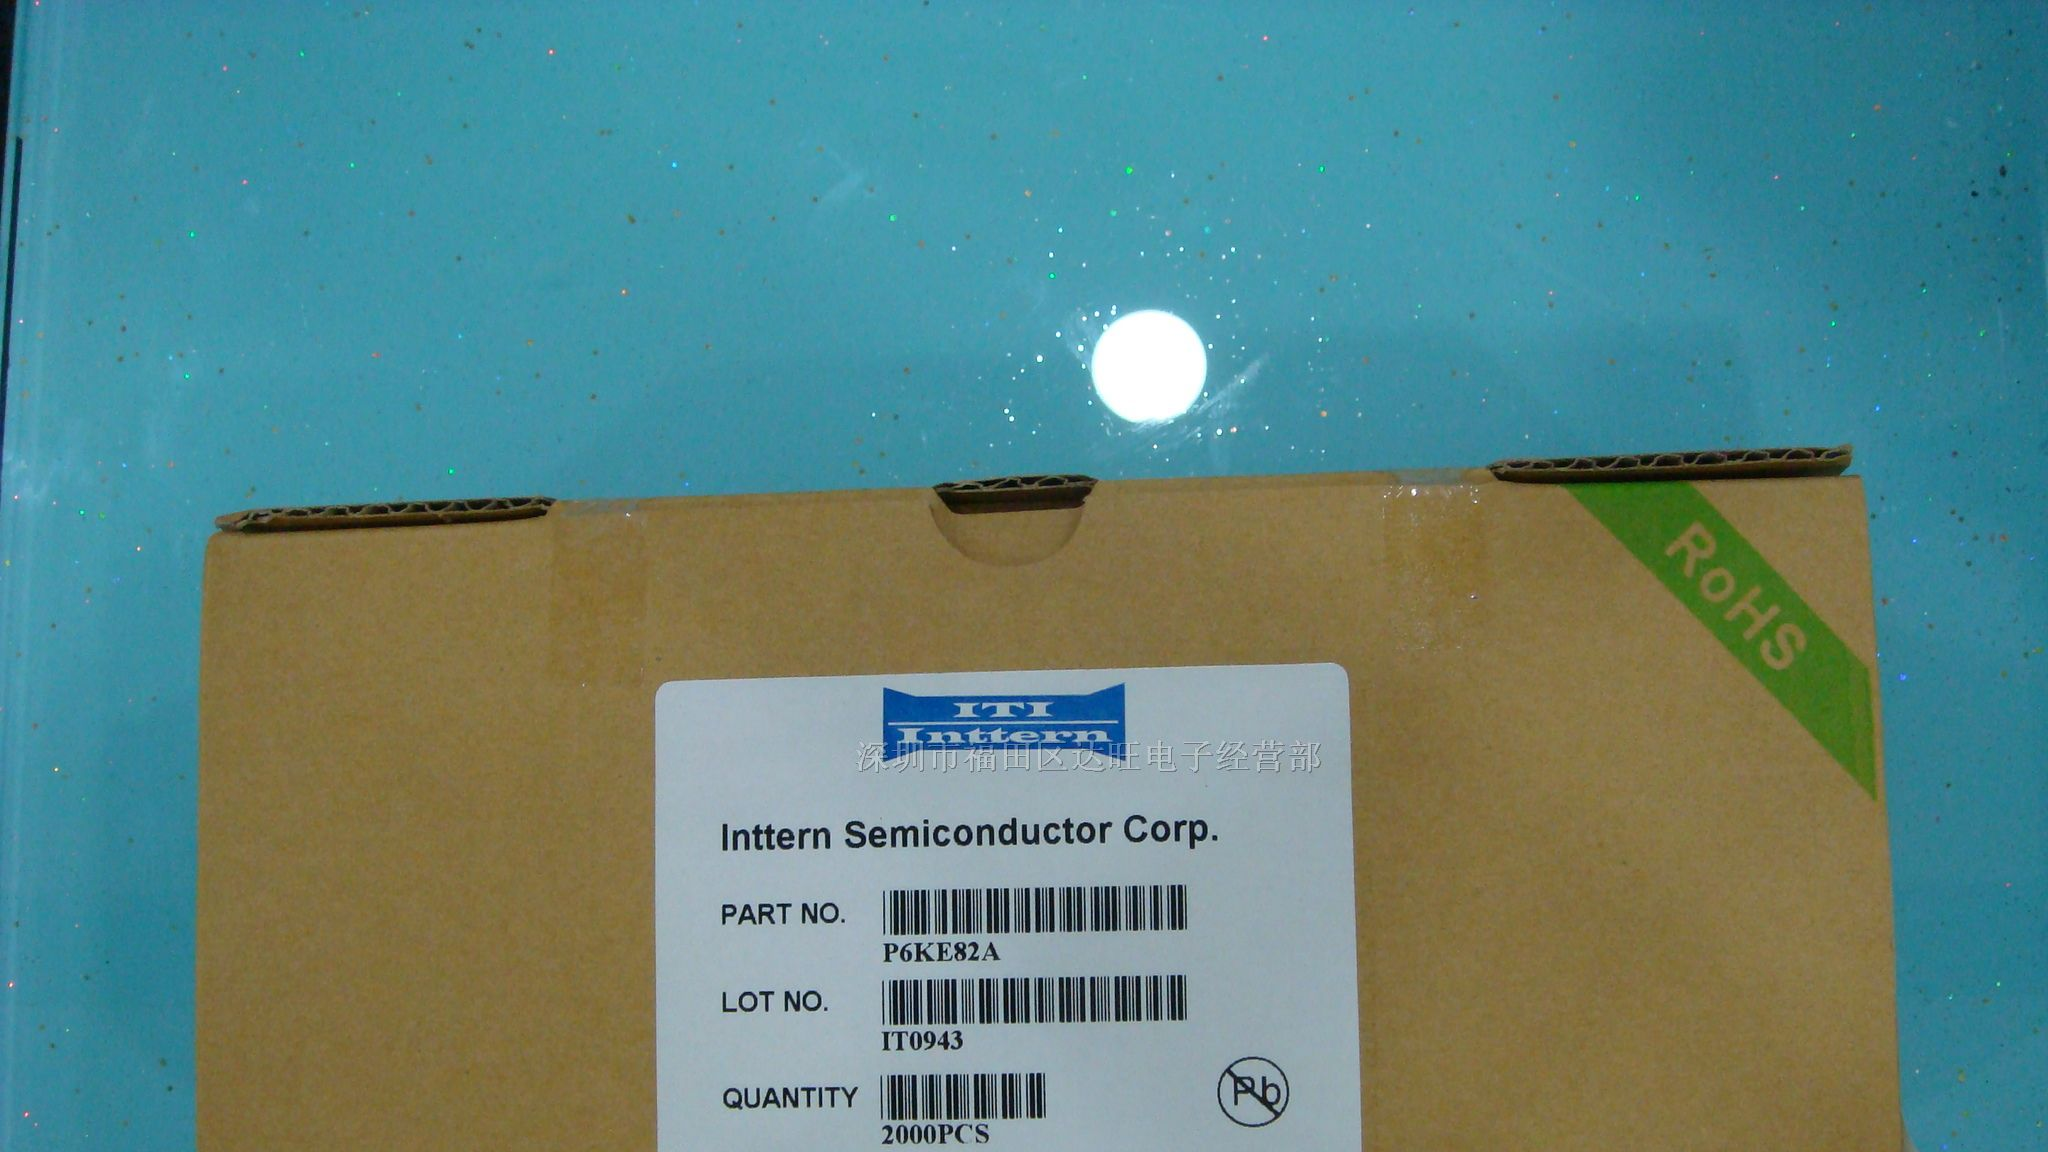 RoHS
ITI
Inttern
深圳市福田区达旺电子经营部
Inttern Semiconductor Corp.
PART NO.
P6KE82A
LOT NO.
IT0943
QUANTITY
2000PCS
Pb